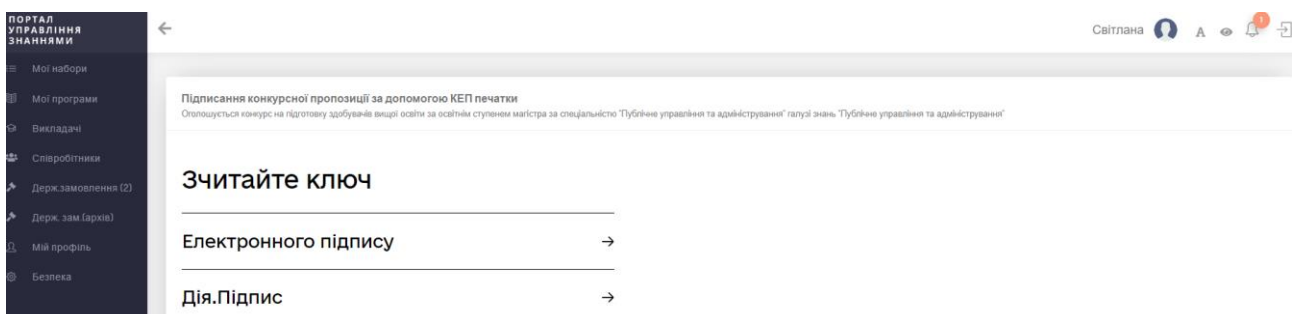 ПОРТАЛ
УПРАВЛІННЯ
ЗНАННЯМИ
Світлана
A
1
Мої набори
Мої програми
Викладачі
Співробітники
Держ.замовлення (2)
Держ. зам.(архів)
Мій профіль
Безпека
Підписання конкурсної пропозиції за допомогою КЕП печатки
Оголошується конкурс на підготовку здобувачів вищої освіти за освітнім ступенем магістра за спеціальністю "Публічне управління та адміністрування" галузі знань "Публічне управління та адміністрування"
Зчитайте ключ
Електронного підпису
Дія.Підпис